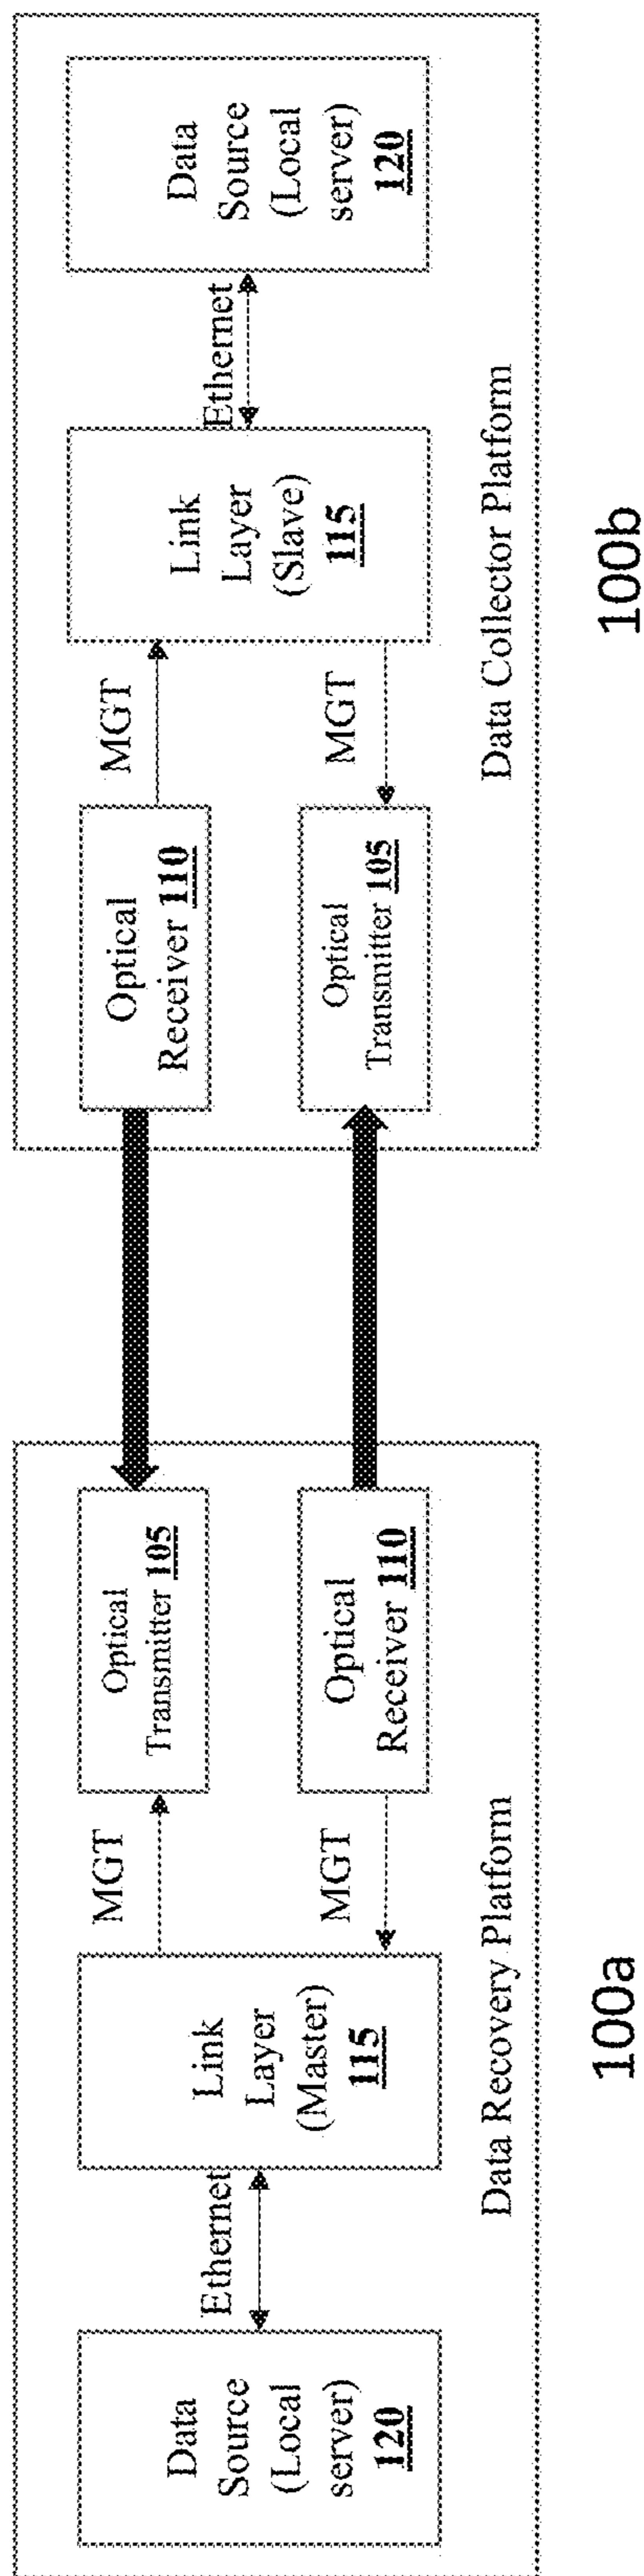 Data
Source
(Local
server)
120
Ethernet
Link
Layer
(Master)
115
MGT
MGT
Optical
Transmitter 105
Optical
Receiver 110
Data Recovery Platform
100a
Optical
Receiver 110
Optical
Transmitter 105
MGT
MGT
Link
Layer
(Slave)
115
Ethernet
Data
Source
(Local
server)
120
Data Collector Platform
100b